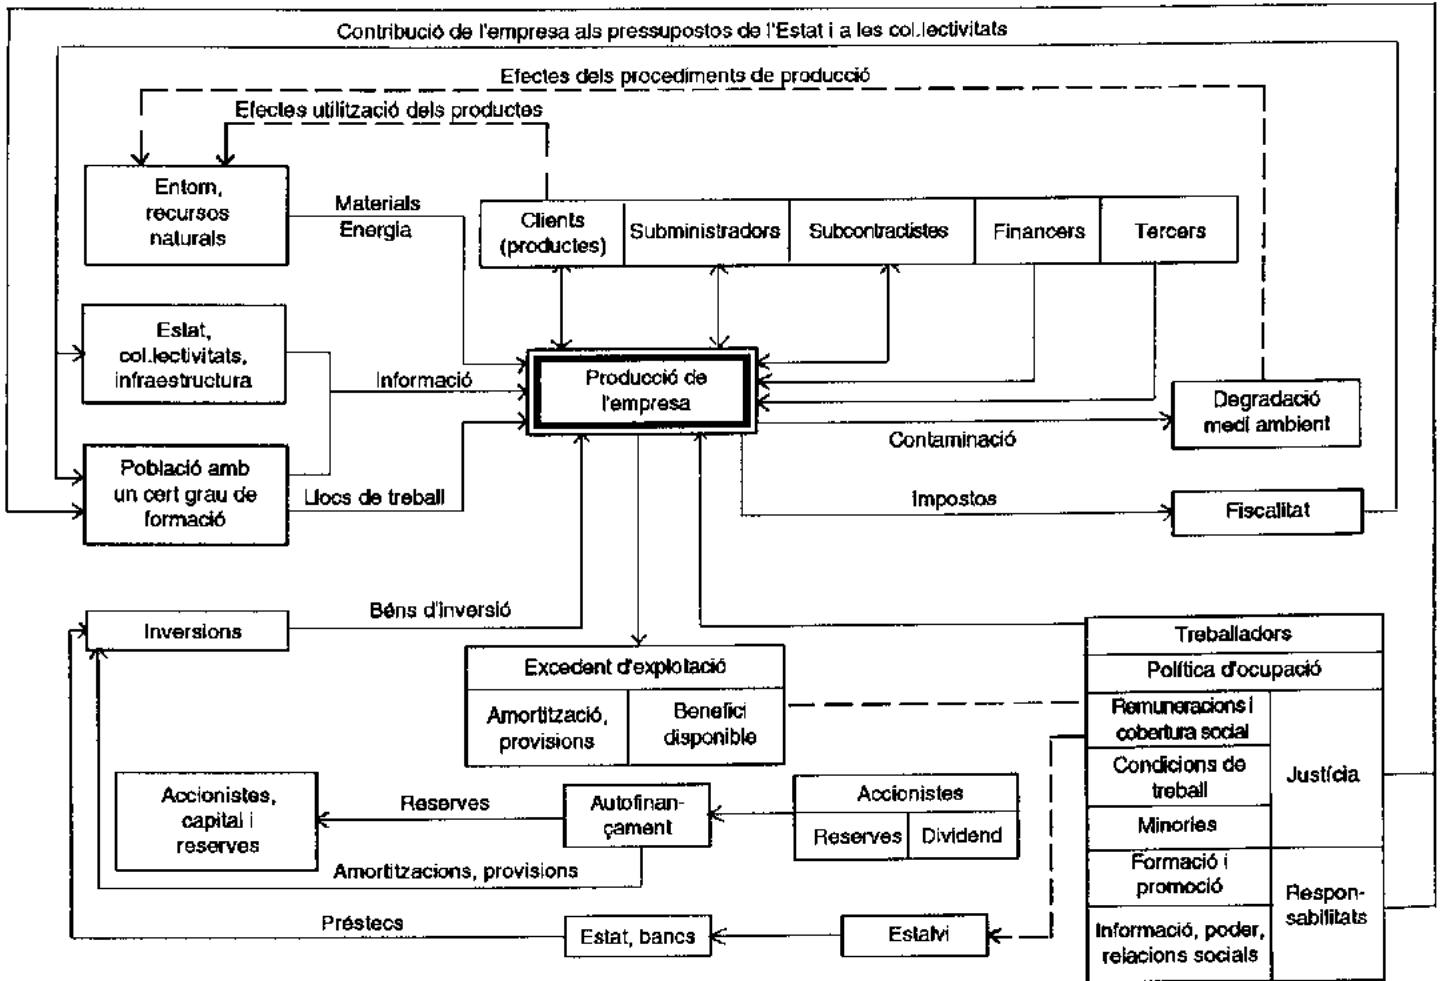 Contribució de l'empresa als pressupostos de l'Estat i a les col.lectivitats
Efectes dels procediments de producció
Efectes utilització dels productes
Entorn,
recursos
naturals
Materials
Energia
Clients
(productes)
Subministradors
Subcontractistes
Financers
Tercers
Estat,
col.lectivitats,
infraestructura
Informació
Producció de
l'empresa
Degradació
medi ambient
Contaminació
Població amb
un cert grau de
formació
Llocs de treball
Impostos
Fiscalitat
Inversions
Béns d'inversió
Excedent d'explotació
Amortització,
provisions
Benefici
disponible
Treballadors
Política d'ocupació
Remuneracions i
cobertura social
Condicions de
treball
Minories
Justícia
Formació i
promoció
Informació, poder,
relacions socials
Respon-
sabilitats
Accionistes,
capital i
reserves
Reserves
Autofinan-
çament
Accionistes
Reserves
Dividend
Amortitzacions, provisions
Préstecs
Estat, bancs
Estalvi